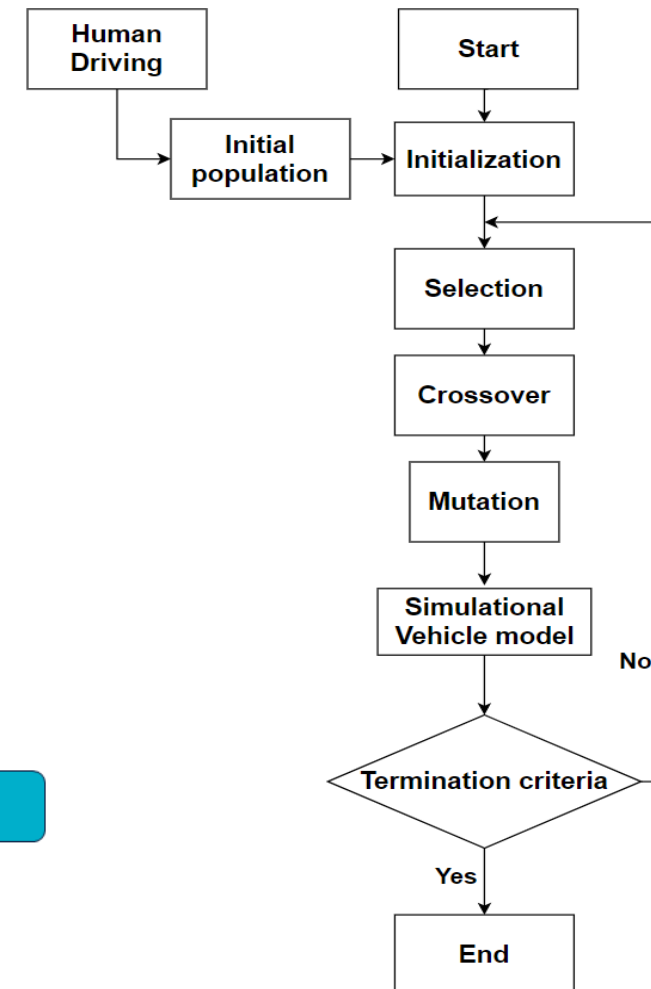 Human
Driving
Start
Initial
population
Initialization
Selection
Crossover
Mutation
Simulational
Vehicle model
No
Termination criteria
Yes
End